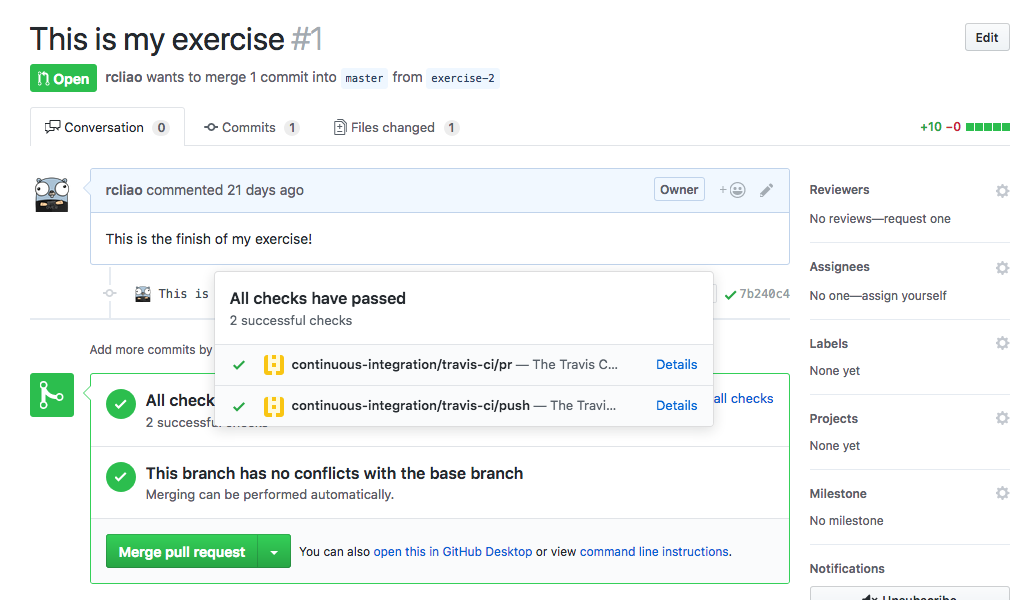 This is my exercise #1
Edit
Open rcliao wants to merge 1 commit into master from exercise-2
Conversation 0 Commits 1 Files changed 1
+10 −0
rcliao commented 21 days ago Owner +
This is the finish of my exercise!
This is
7b240c4
All checks have passed
2 successful checks
continuous-integration/travis-ci/pr — The Travis C... Details
continuous-integration/travis-ci/push — The Travi... Details
Add more commits by
All check
all checks
2 successfu
This branch has no conflicts with the base branch
Merging can be performed automatically.
Merge pull request
You can also open this in GitHub Desktop or view command line instructions.
Reviewers
No reviews—request one
Assignees
No one—assign yourself
Labels
None yet
Projects
None yet
Milestone
No milestone
Notifications
Unsubscribe